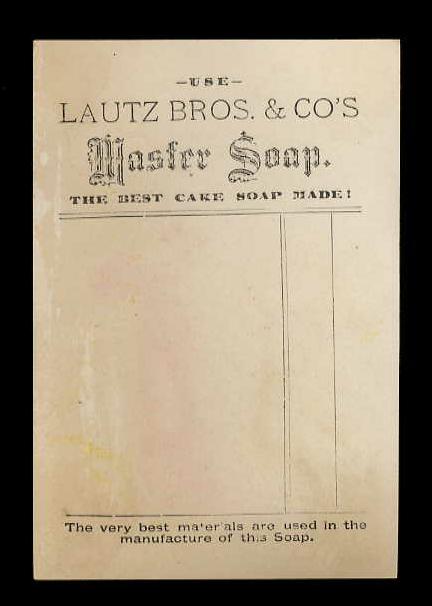 —USE—
LAUTZ BROS. & CO'S
Master Soap.
THE BEST CAKE SOAP MADE!
The very best materials are used in the
manufacture of this Soap.